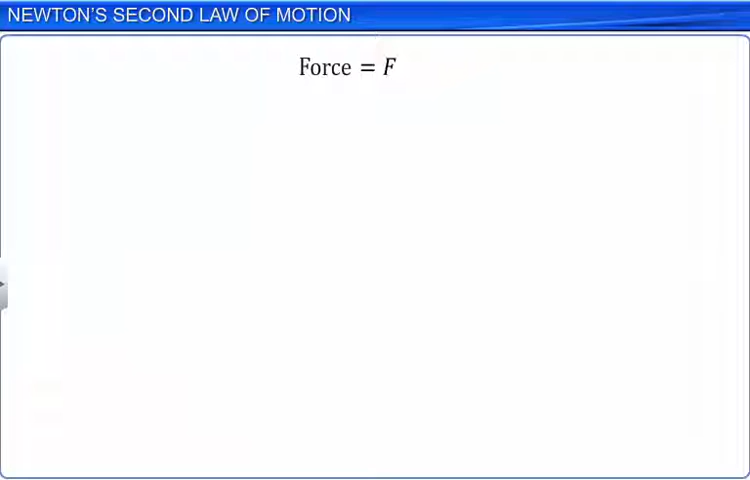 NEWTON'S SECOND LAW OF MOTION
Force = F